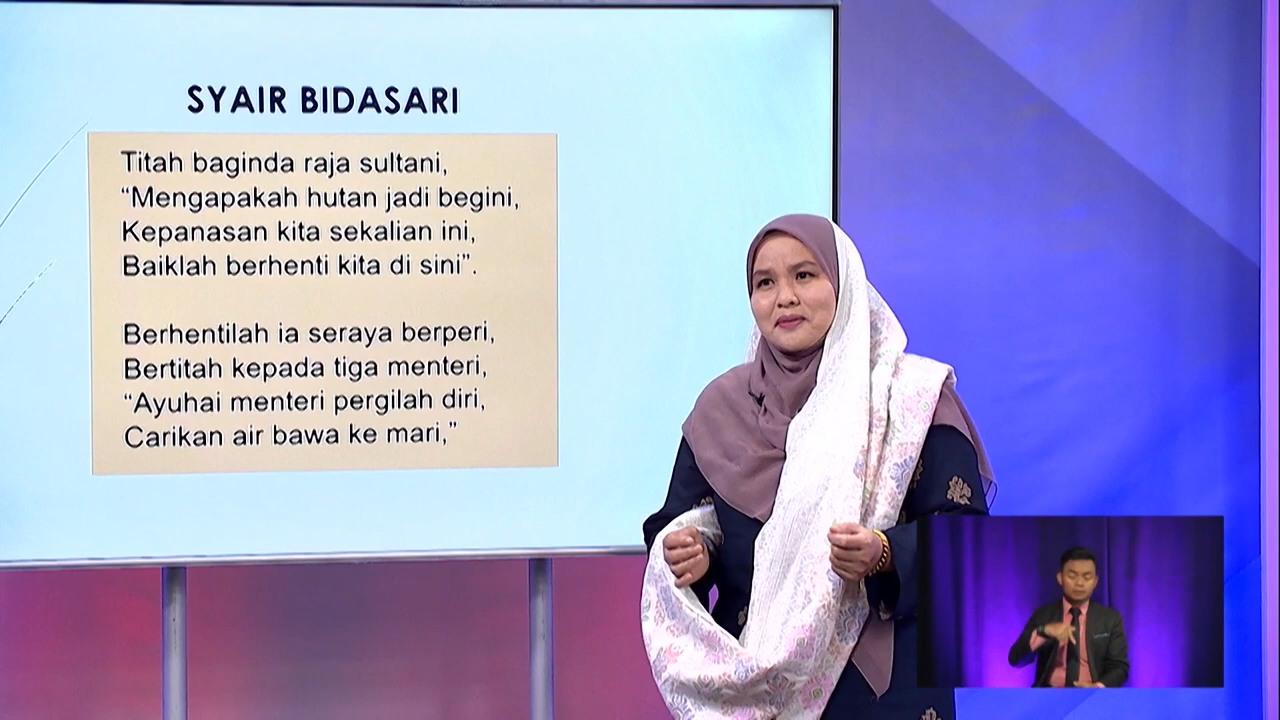 SYAIR BIDASARI
Titah baginda raja sultani,
“Mengapakah hutan jadi begini,
Kepanasan kita sekalian ini,
Baiklah berhenti kita di sini”.
Berhentilah ia seraya berperi,
Bertitah kepada tiga menteri,
“Ayuhai menteri pergilah diri,
Carikan air bawa ke mari,”